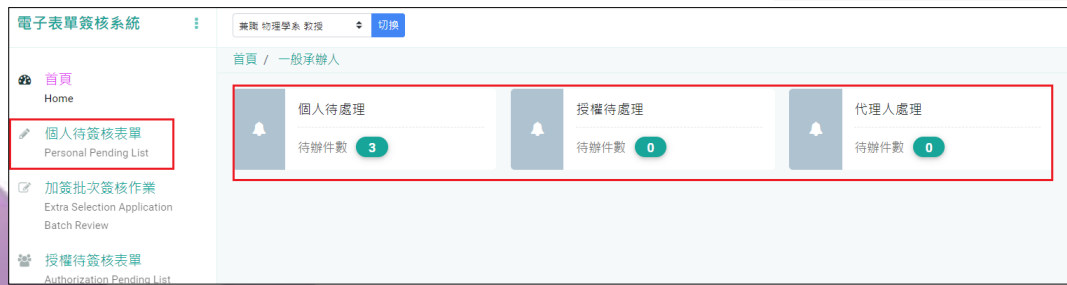 電子表單簽核系統
兼職 物理學系 教授
切換
首頁 / 一般承辦人
首頁
Home
個人待簽核表單
Personal Pending List
加簽批次簽核作業
Extra Selection Application
Batch Review
授權待簽核表單
Authorization Pending List
個人待處理
待辦件數 3
授權待處理
待辦件數 0
代理人處理
待辦件數 0